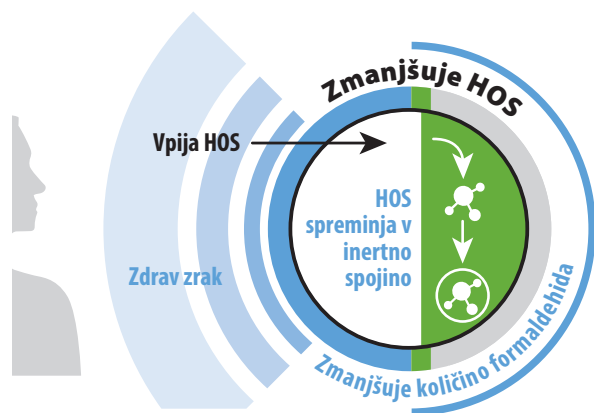 Zmanjšuje HOS
Vpija HOS
HOS
spreminja v
inertno
spojino
Zdrav zrak
Zmanjšuje količino formaldehida